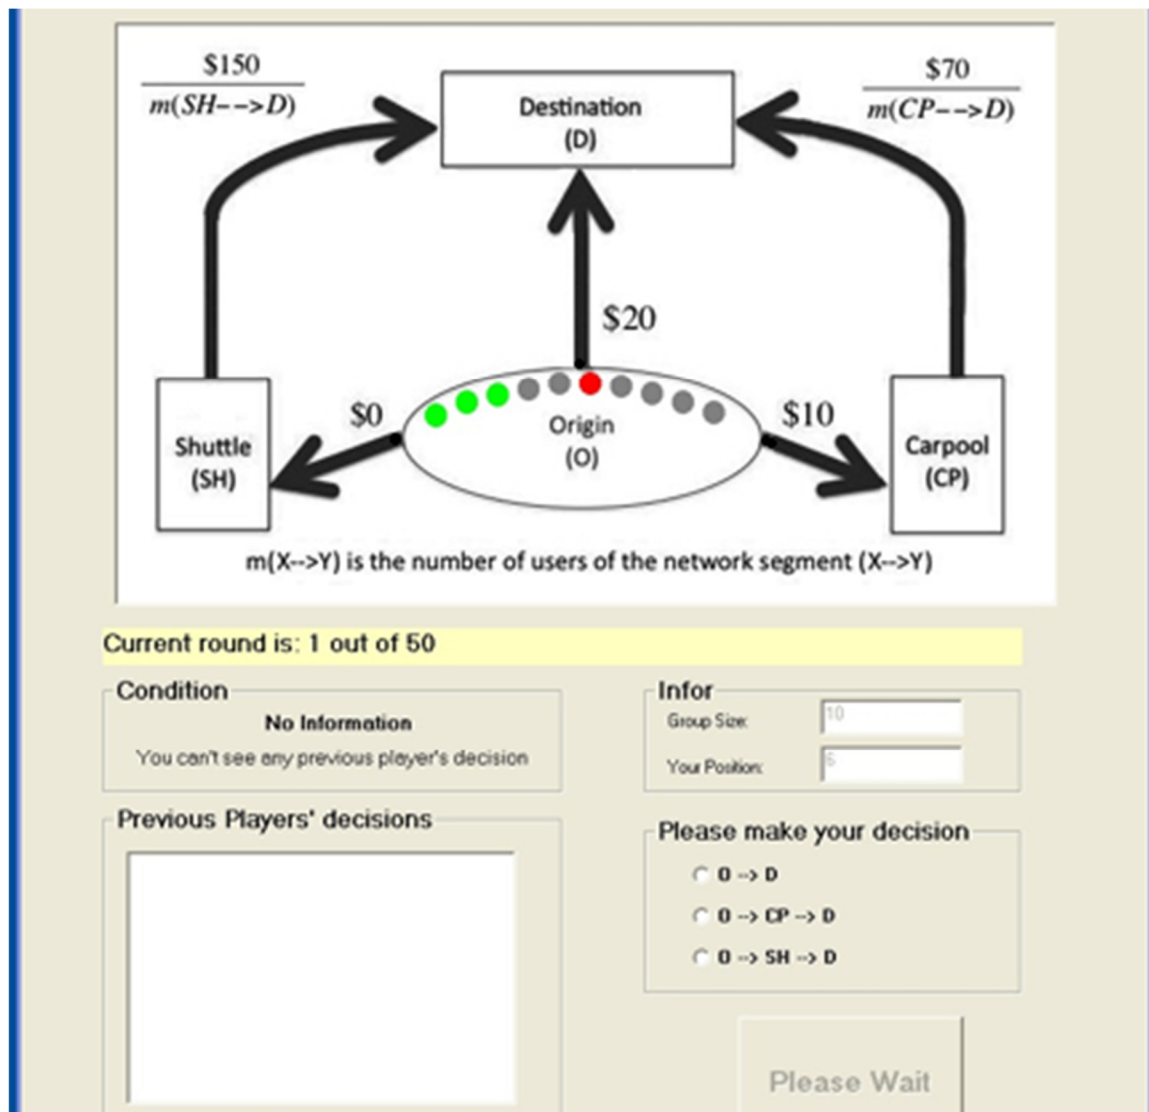 $150
m(SH-->D)
Destination
(D)
$70
m(CP-->D)
$20
$0
Origin
(O)
$10
Shuttle
(SH)
Carpool
(CP)
m(X-->Y) is the number of users of the network segment (X-->Y)
Current round is: 1 out of 50
Condition
No Information
You can't see any previous player's decision
Infor
Group Size: 10
Your Position: 6
Previous Players' decisions
Please make your decision
O --> D
O --> CP --> D
O --> SH --> D
Please Wait